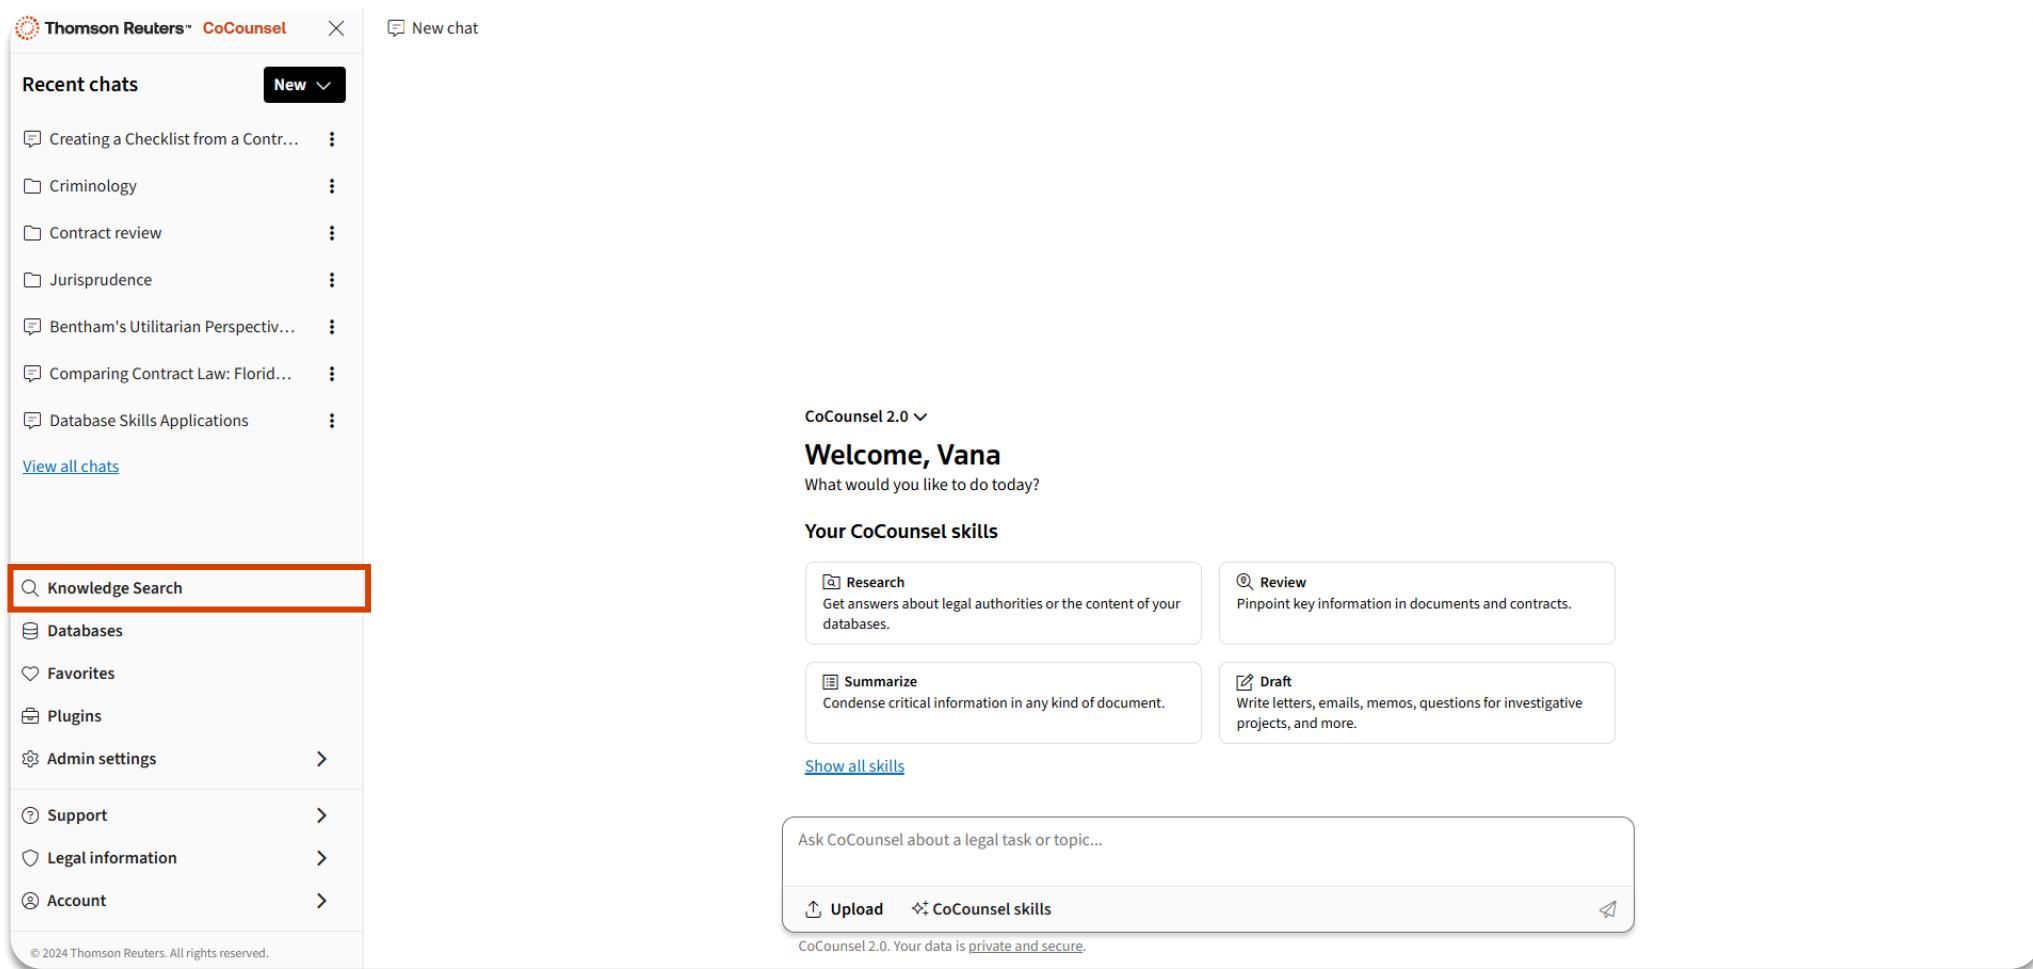 Thomson Reuters™ CoCounsel
Recent chats
New
Creating a Checklist from a Contr...
Criminology
Contract review
Jurisprudence
Bentham's Utilitarian Perspectiv...
Comparing Contract Law: Florid...
Database Skills Applications
View all chats
Knowledge Search
Databases
Favorites
Plugins
Admin settings
Support
Legal information
Account
© 2024 Thomson Reuters. All rights reserved.
New chat
CoCounsel 2.0
Welcome, Vana
What would you like to do today?
Your CoCounsel skills
Research
Get answers about legal authorities or the content of your
databases.
Review
Pinpoint key information in documents and contracts.
Summarize
Condense critical information in any kind of document.
Draft
Write letters, emails, memos, questions for investigative
projects, and more.
Show all skills
Ask CoCounsel about a legal task or topic...
Upload
CoCounsel skills
CoCounsel 2.0. Your data is private and secure.